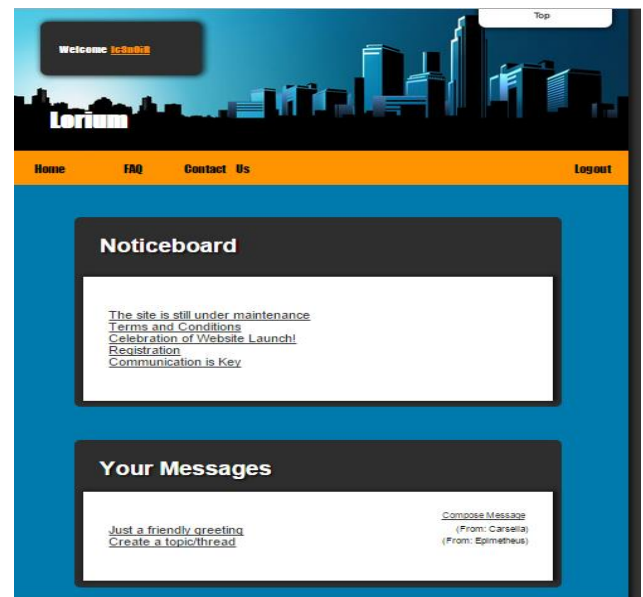 Top
Welcome Ic3n0iR
Lorium
Home FAQ Contact Us Logout
Noticeboard
The site is still under maintenance
Terms and Conditions
Celebration of Website Launch!
Registration
Communication is Key
Your Messages
Compose Message
Just a friendly greeting (From: Carsella)
Create a topic/thread (From: Epimetheus)